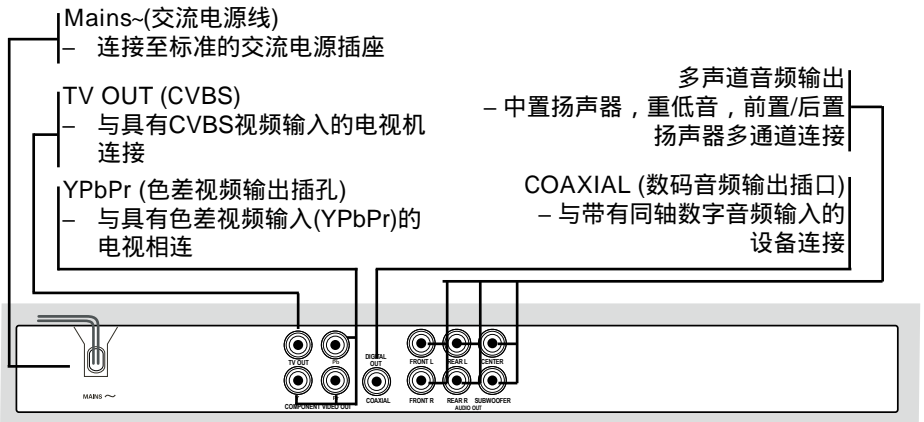 Mains~(交流电源线)
– 连接至标准的交流电源插座
TV OUT (CVBS)
– 与具有CVBS视频输入的电视机
连接
YPbPr (色差视频输出插孔)
– 与具有色差视频输入(YPbPr)的
电视相连
多声道音频输出
– 中置扬声器，重低音，前置/后置
扬声器多通道连接
COAXIAL (数码音频输出插口)
– 与带有同轴数字音频输入的
设备连接
MAINS ~
TV OUT
Pb
DIGITAL
OUT
FRONT L
REAR L
CENTER
COMPONENT VIDEO OUT
COAXIAL
FRONT R
REAR R
SUBWOOFER
AUDIO OUT